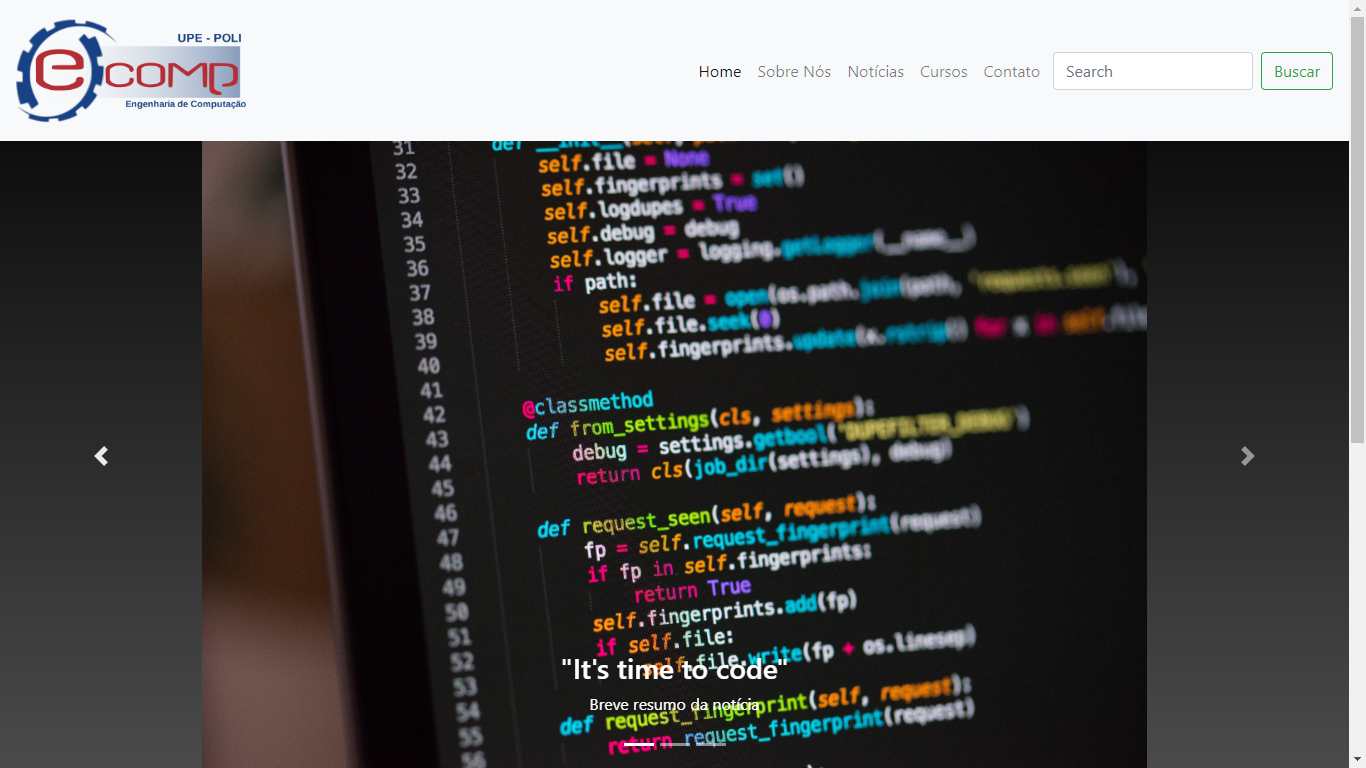 UPE - POLI
ecomp
Engenharia de Computação
Home Sobre Nós Notícias Cursos Contato Search Buscar
31 def __init__(self,
32 self.file = None
33 self.fingerprints = set()
34 self.logdupes = True
35 self.debug = debug
36 self.logger = logging.getLogger(__name__)
37 if path:
38 self.file = open(os.path.join(path, 'requests.seen'),
39 self.file.seek(0)
40 self.fingerprints.update(x.rstrip() for x in self.file
41
42 @classmethod
43 def from_settings(cls, settings):
44 debug = settings.getbool("DUPEFILTER_DEBUG")
45 return cls(job_dir(settings), debug)
46
47 def request_seen(self, request):
48 fp = self.request_fingerprint(request)
49 if fp in self.fingerprints:
50 return True
51 self.fingerprints.add(fp)
52 if self.file:
53 self.file.write(fp + os.linesep)
"It's time to code"
Breve resumo da notícia
54 def request_fingerprint(self, request):
55 return request_fingerprint(request)
56